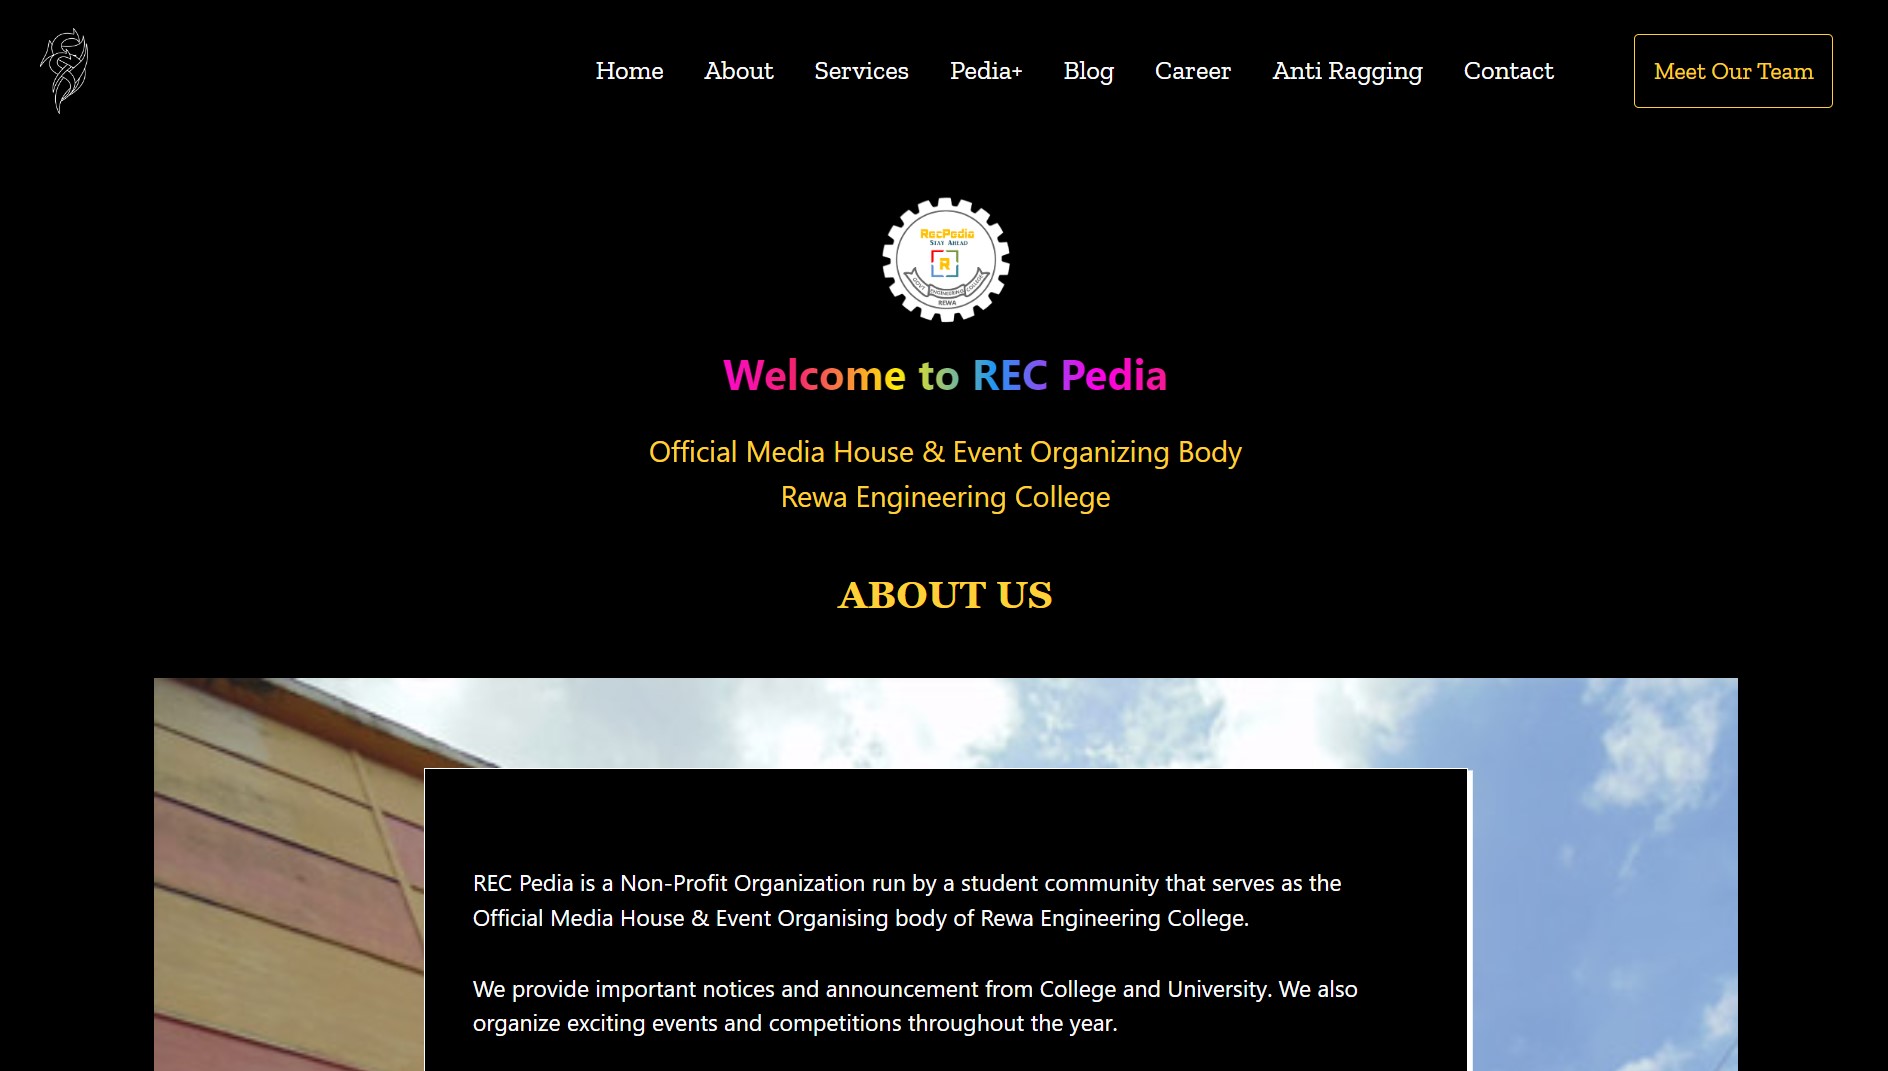 Home About Services Pedia+ Blog Career Anti Ragging Contact Meet Our Team
RecPedia
STAY AHEAD
R
GOVT ENGINEERING COLLEGE
REWA
Welcome to REC Pedia
Official Media House & Event Organizing Body
Rewa Engineering College
ABOUT US
REC Pedia is a Non-Profit Organization run by a student community that serves as the
Official Media House & Event Organising body of Rewa Engineering College.
We provide important notices and announcement from College and University. We also
organize exciting events and competitions throughout the year.